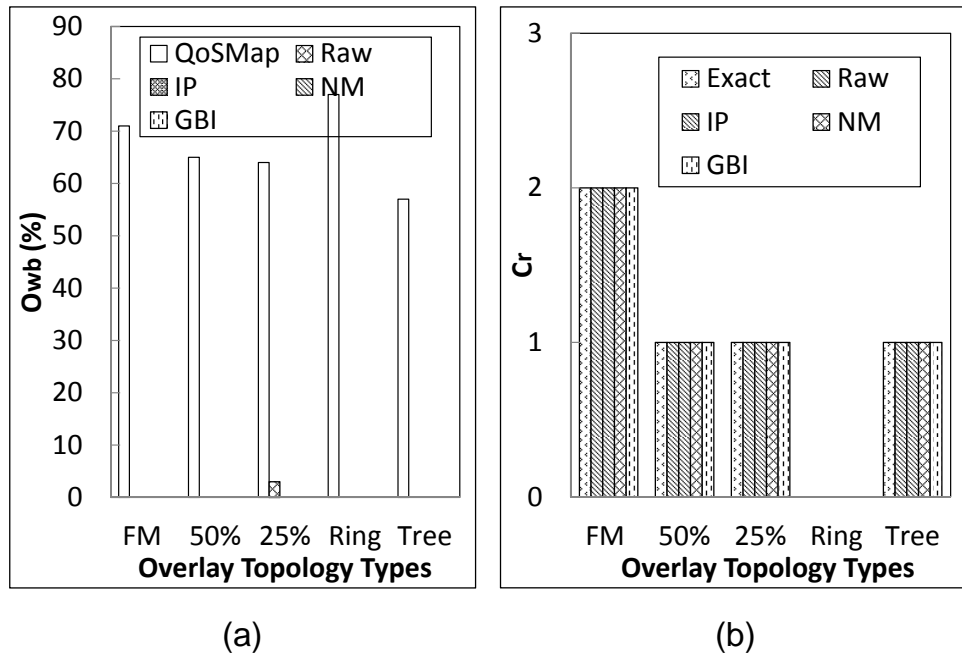 90
80
70
60
50
40
30
20
10
0
Owb (%)
QoSMap Raw
IP NM
GBI
FM 50% 25% Ring Tree
Overlay Topology Types
(a)
3
2
1
0
Cr
Exact Raw
IP NM
GBI
FM 50% 25% Ring Tree
Overlay Topology Types
(b)